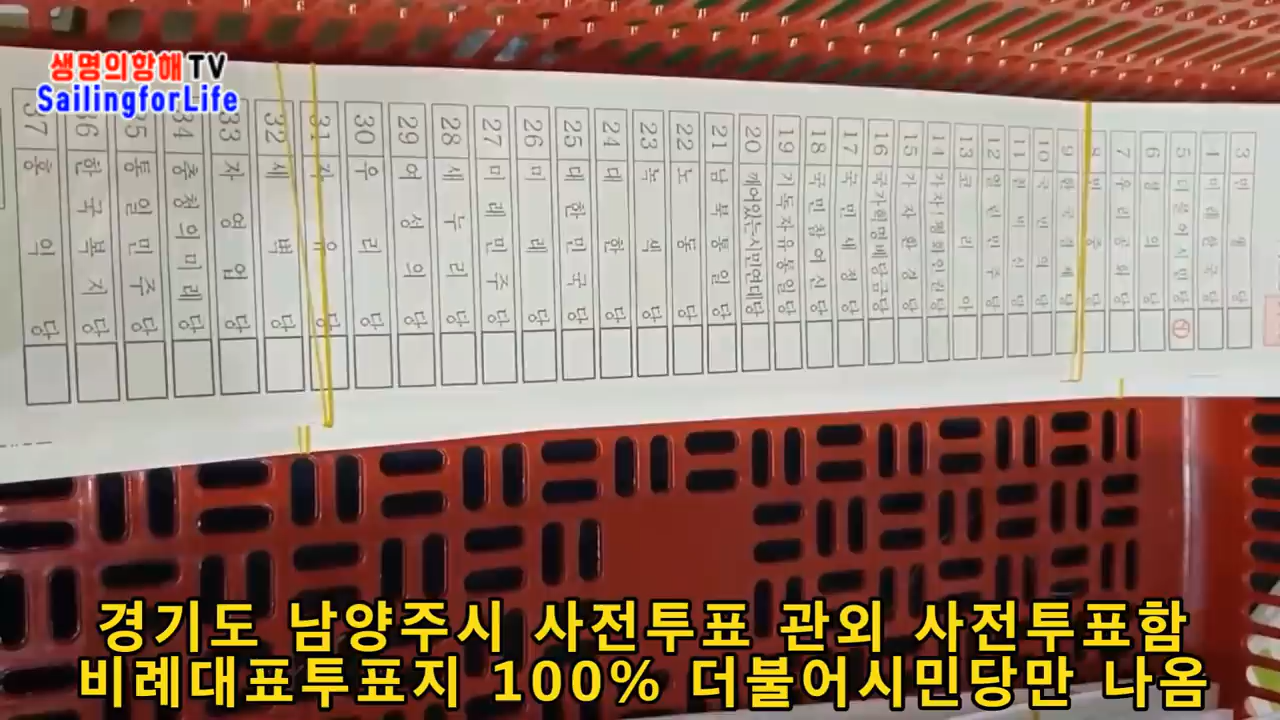 생명의항해TV
SailingforLife
3 민생당
4 미래한국당
5 더불어시민당
6 정의당
7 우리공화당
8 민중당
9 한국경제당
10 국민의당
11 친박신당
12 열린민주당
13 코리아
14 가자!평화인권당
15 가자환경당
16 국가혁명배당금당
17 국민새정당
18 국민참여신당
19 기독자유통일당
20 깨어있는시민연대당
21 남북통일당
22 노동당
23 녹색당
24 대한당
25 대한민국당
26 미래당
27 미래민주당
28 새누리당
29 여성의당
30 우리당
31 자유당
32 새벽당
33 자영업당
34 충청의미래당
35 통일민주당
36 한국복지당
37 홍익당
경기도 남양주시 사전투표 관외 사전투표함
비례대표투표지 100% 더불어시민당만 나옴